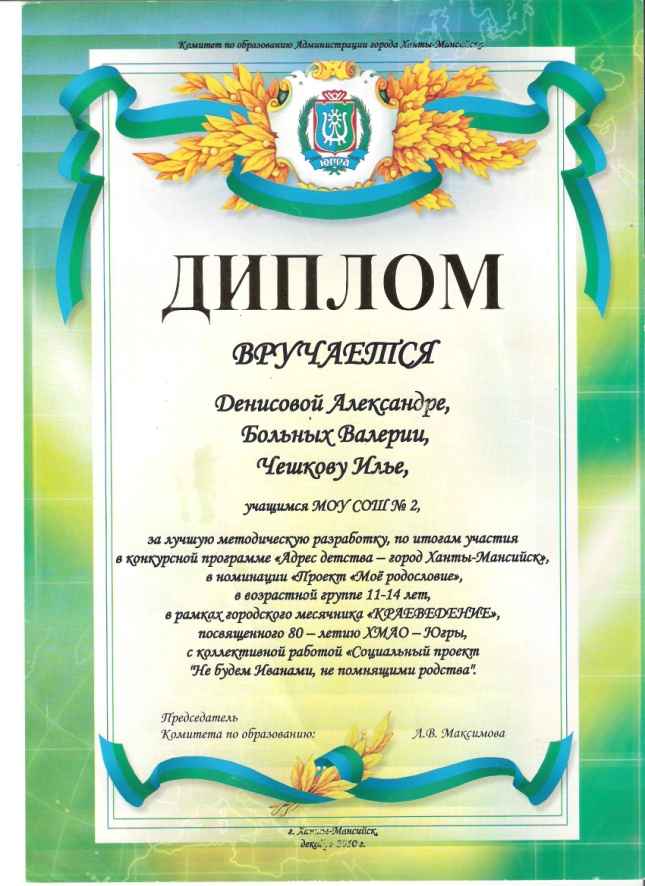 Комитет по образованию Администрации города Ханты-Мансийска
ЮГРА
ДИПЛОМ
ВРУЧАЕТСЯ
Денисовой Александре,
Больных Валерии,
Чешкову Илье,
учащимся МОУ СОШ № 2,
за лучшую методическую разработку, по итогам участия
в конкурсной программе «Адрес детства – город Ханты-Мансийск»,
в номинации «Проект «Моё родословие»,
в возрастной группе 11-14 лет,
в рамках городского месячника «КРАЕВЕДЕНИЕ»,
посвященного 80 – летию ХМАО – Югры,
с коллективной работой «Социальный проект
"Не будем Иванами, не помнящими родства".
Председатель
Комитета по образованию: Л.В. Максимова
г. Ханты-Мансийск,
декабрь 2010 г.